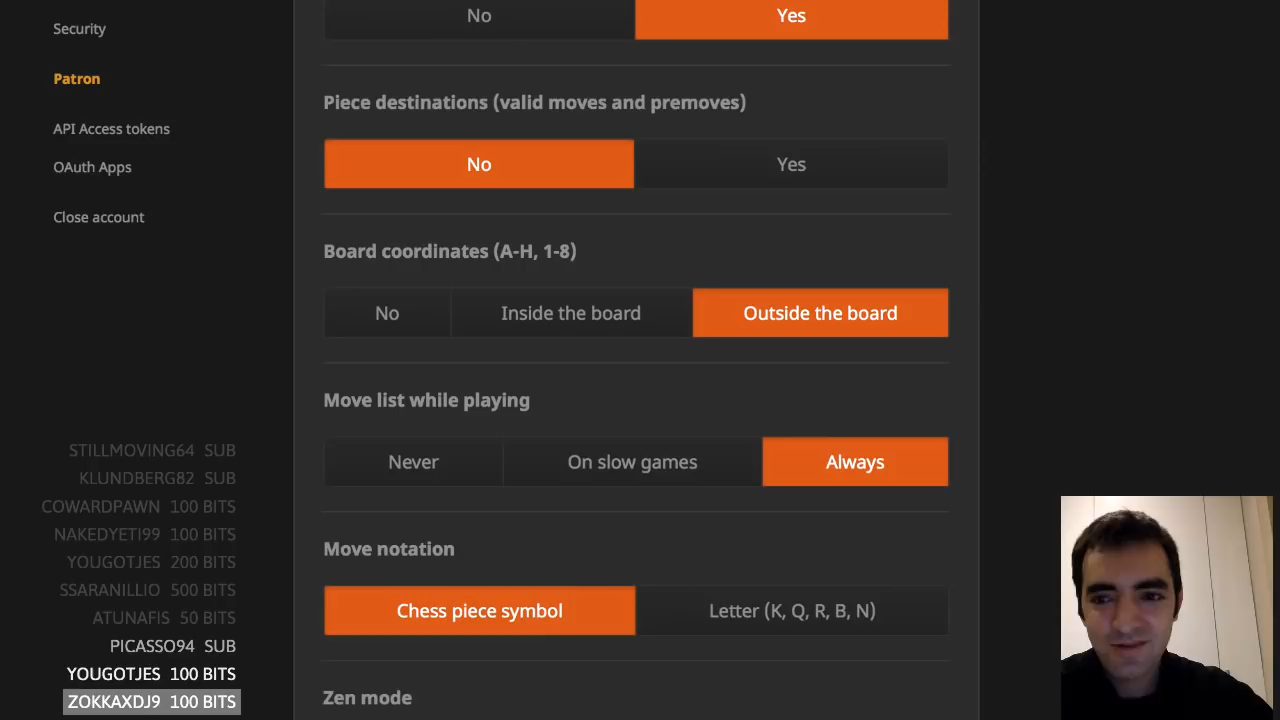 Security
Patron
API Access tokens
OAuth Apps
Close account
No Yes
Piece destinations (valid moves and premoves)
No Yes
Board coordinates (A-H, 1-8)
No Inside the board Outside the board
Move list while playing
Never On slow games Always
Move notation
Chess piece symbol Letter (K, Q, R, B, N)
Zen mode
STILLMOVING64 SUB
KLUNDBERG82 SUB
COWARDPAWN 100 BITS
NAKEDYETI99 100 BITS
YOUGOTJES 200 BITS
SSARANILLIO 500 BITS
ATUNAFIS 50 BITS
PICASSO94 SUB
YOUGOTJES 100 BITS
ZOKKAXDJ9 100 BITS